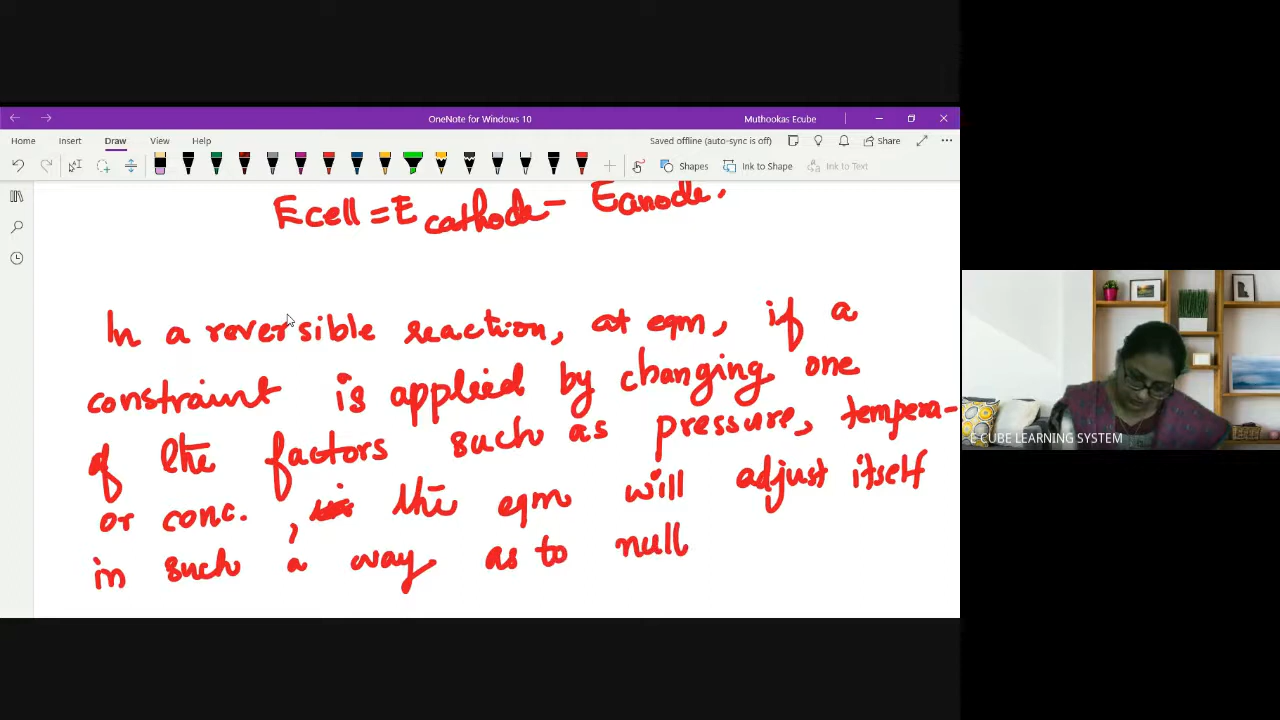 OneNote for Windows 10
Muthookas Ecube
Home Insert Draw View Help
Saved offline (auto-sync is off)
Share
Shapes
Ink to Shape
Ink to Text
Ecell = E cathode - E anode.
In a reversible reaction, at eqm, if a
constraint is applied by changing one
of the factors such as pressure, tempera-
or conc. , the eqm will adjust itself
in such a way as to null
E CUBE LEARNING SYSTEM